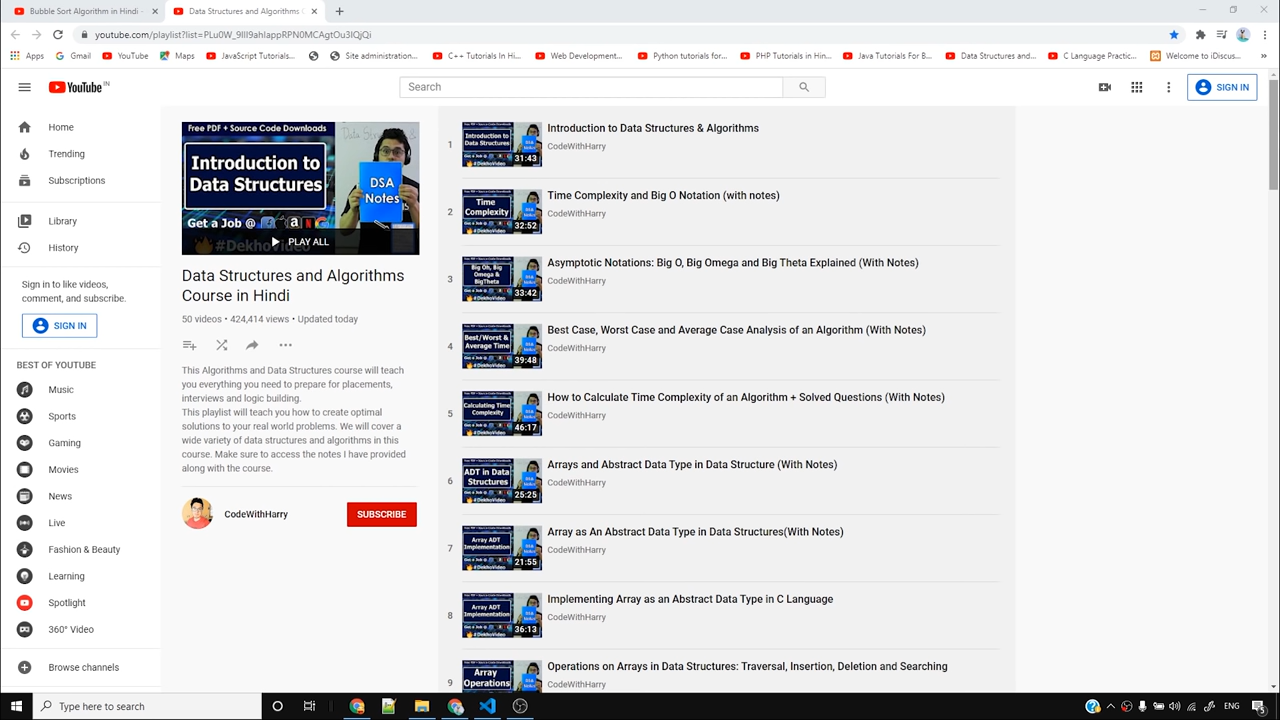 Bubble Sort Algorithm in Hindi -
Data Structures and Algorithms C
youtube.com/playlist?list=PLu0W_9lII9ahIappRPN0MCAgtOu3lQjQi
Apps
Gmail
YouTube
Maps
JavaScript Tutorials...
Site administration...
C++ Tutorials In Hi...
Web Development...
Python tutorials for...
PHP Tutorials in Hin...
Java Tutorials For B...
Data Structures and...
C Language Practic...
Welcome to iDiscus...
YouTube IN
Search
SIGN IN
Home
Trending
Subscriptions
Library
History
Sign in to like videos,
comment, and subscribe.
SIGN IN
BEST OF YOUTUBE
Music
Sports
Gaming
Movies
News
Live
Fashion & Beauty
Learning
Spotlight
360° Video
Browse channels
Free PDF + Source Code Downloads
Introduction to
Data Structures
DSA
Notes
Get a Job @
#DekhoVideo
PLAY ALL
Data Structures and Algorithms
Course in Hindi
50 videos • 424,414 views • Updated today
This Algorithms and Data Structures course will teach
you everything you need to prepare for placements,
interviews and logic building.
This playlist will teach you how to create optimal
solutions to your real world problems. We will cover a
wide variety of data structures and algorithms in this
course. Make sure to access the notes I have provided
along with the course.
CodeWithHarry
SUBSCRIBE
1
Introduction to
Data Structures
31:43
Introduction to Data Structures & Algorithms
CodeWithHarry
2
Time
Complexity
32:52
Time Complexity and Big O Notation (with notes)
CodeWithHarry
3
Big Oh, Big
Omega &
BigTheta
33:42
Asymptotic Notations: Big O, Big Omega and Big Theta Explained (With Notes)
CodeWithHarry
4
Best/Worst &
Average Time
39:48
Best Case, Worst Case and Average Case Analysis of an Algorithm (With Notes)
CodeWithHarry
5
Calculating Time
Complexity
46:17
How to Calculate Time Complexity of an Algorithm + Solved Questions (With Notes)
CodeWithHarry
6
ADT in Data
Structures
25:25
Arrays and Abstract Data Type in Data Structure (With Notes)
CodeWithHarry
7
Array ADT
Implementation
21:55
Array as An Abstract Data Type in Data Structures(With Notes)
CodeWithHarry
8
Array ADT
Implementation
36:13
Implementing Array as an Abstract Data Type in C Language
CodeWithHarry
9
Array
Operations
Operations on Arrays in Data Structures: Traversal, Insertion, Deletion and Searching
CodeWithHarry
Type here to search
ENG